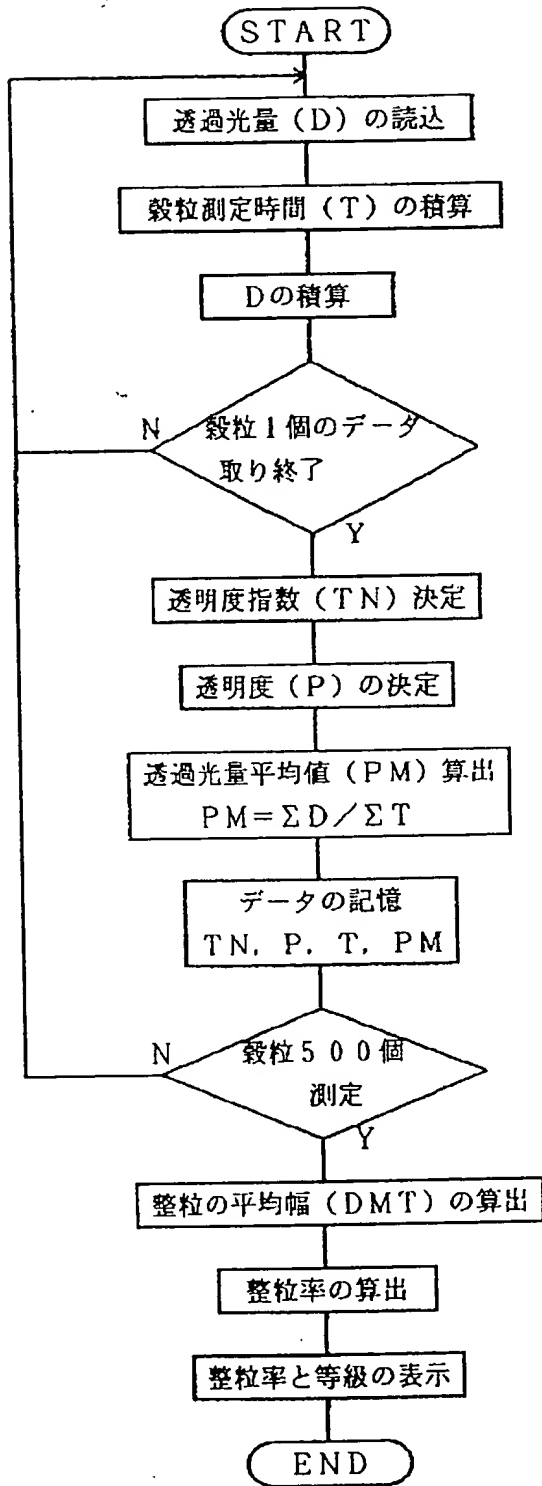 START
透過光量(D)の読込
穀粒測定時間(T)の積算
Dの積算
N
穀粒1個のデータ
取り終了
Y
透明度指数(TN)決定
透明度(P)の決定
透過光量平均値(PM)算出
PM=ΣD/ΣT
データの記憶
TN. P. T. PM
N
穀粒500個
測定
Y
整粒の平均幅(DMT)の算出
整粒率の算出
整粒率と等級の表示
END